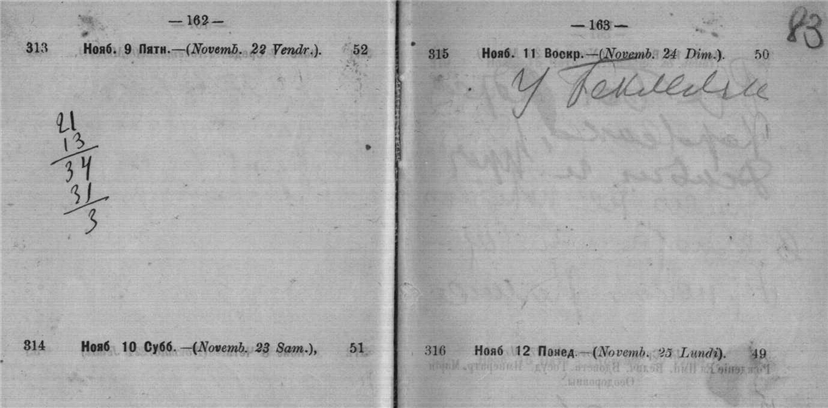 — 162 —
313 Нояб. 9 Пятн.—(Novemb. 22 Vendr.). 52
21
13
34
31
3
314 Нояб 10 Субб.—(Novemb. 23 Sam.), 51
— 163 —
83
315 Нояб. 11 Воскр.—(Novemb. 24 Dim.). 50
У
316 Нояб 12 Понед.—(Novemb. 25 Lundi). 49